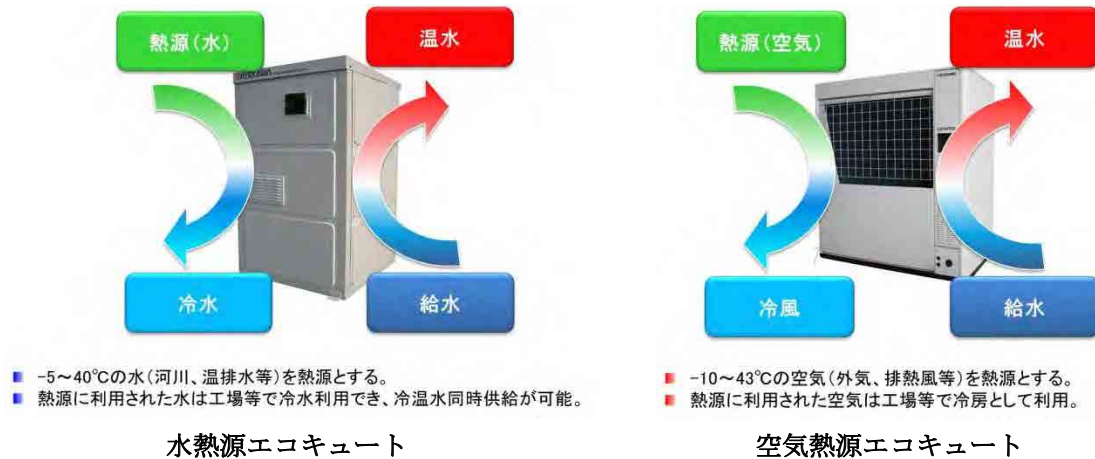 熱源(水)
温水
冷水
給水
-5～40℃の水(河川、温排水等)を熱源とする。
熱源に利用された水は工場等で冷水利用でき、冷温水同時供給が可能。
水熱源エコキュート
熱源(空気)
温水
冷風
給水
-10～43℃の空気(外気、排熱風等)を熱源とする。
熱源に利用された空気は工場等で冷房として利用。
空気熱源エコキュート